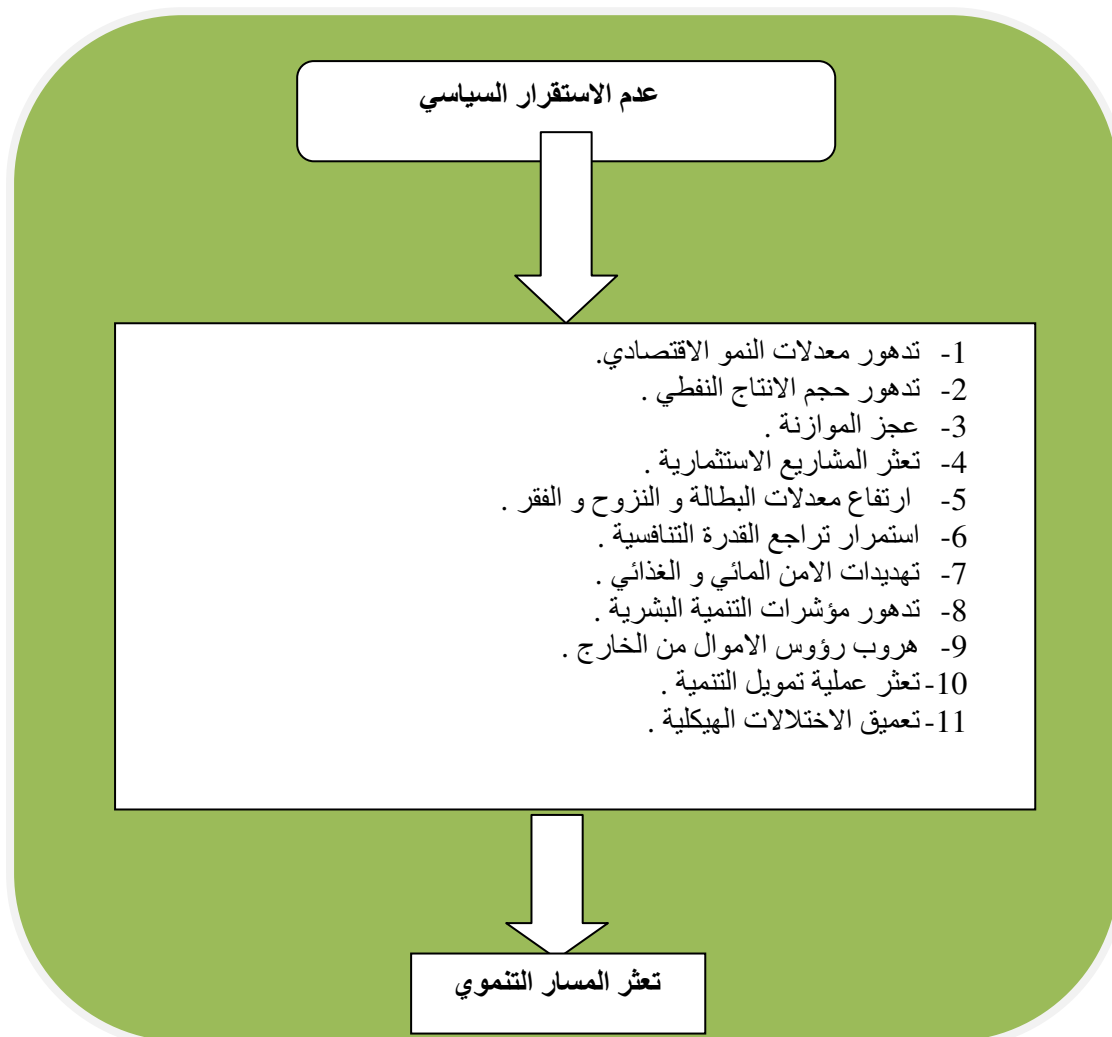 عدم الاستقرار السياسي
1- تدهور معدلات النمو الاقتصادي.
2- تدهور حجم الانتاج النفطي .
3- عجز الموازنة .
4- تعثر المشاريع الاستثمارية .
5- ارتفاع معدلات البطالة و النزوح و الفقر .
6- استمرار تراجع القدرة التنافسية .
7- تهديدات الامن المائي و الغذائي .
8- تدهور مؤشرات التنمية البشرية .
9- هروب رؤوس الاموال من الخارج .
10- تعثر عملية تمويل التنمية .
11- تعميق الاختلالات الهيكلية .
تعثر المسار التنموي